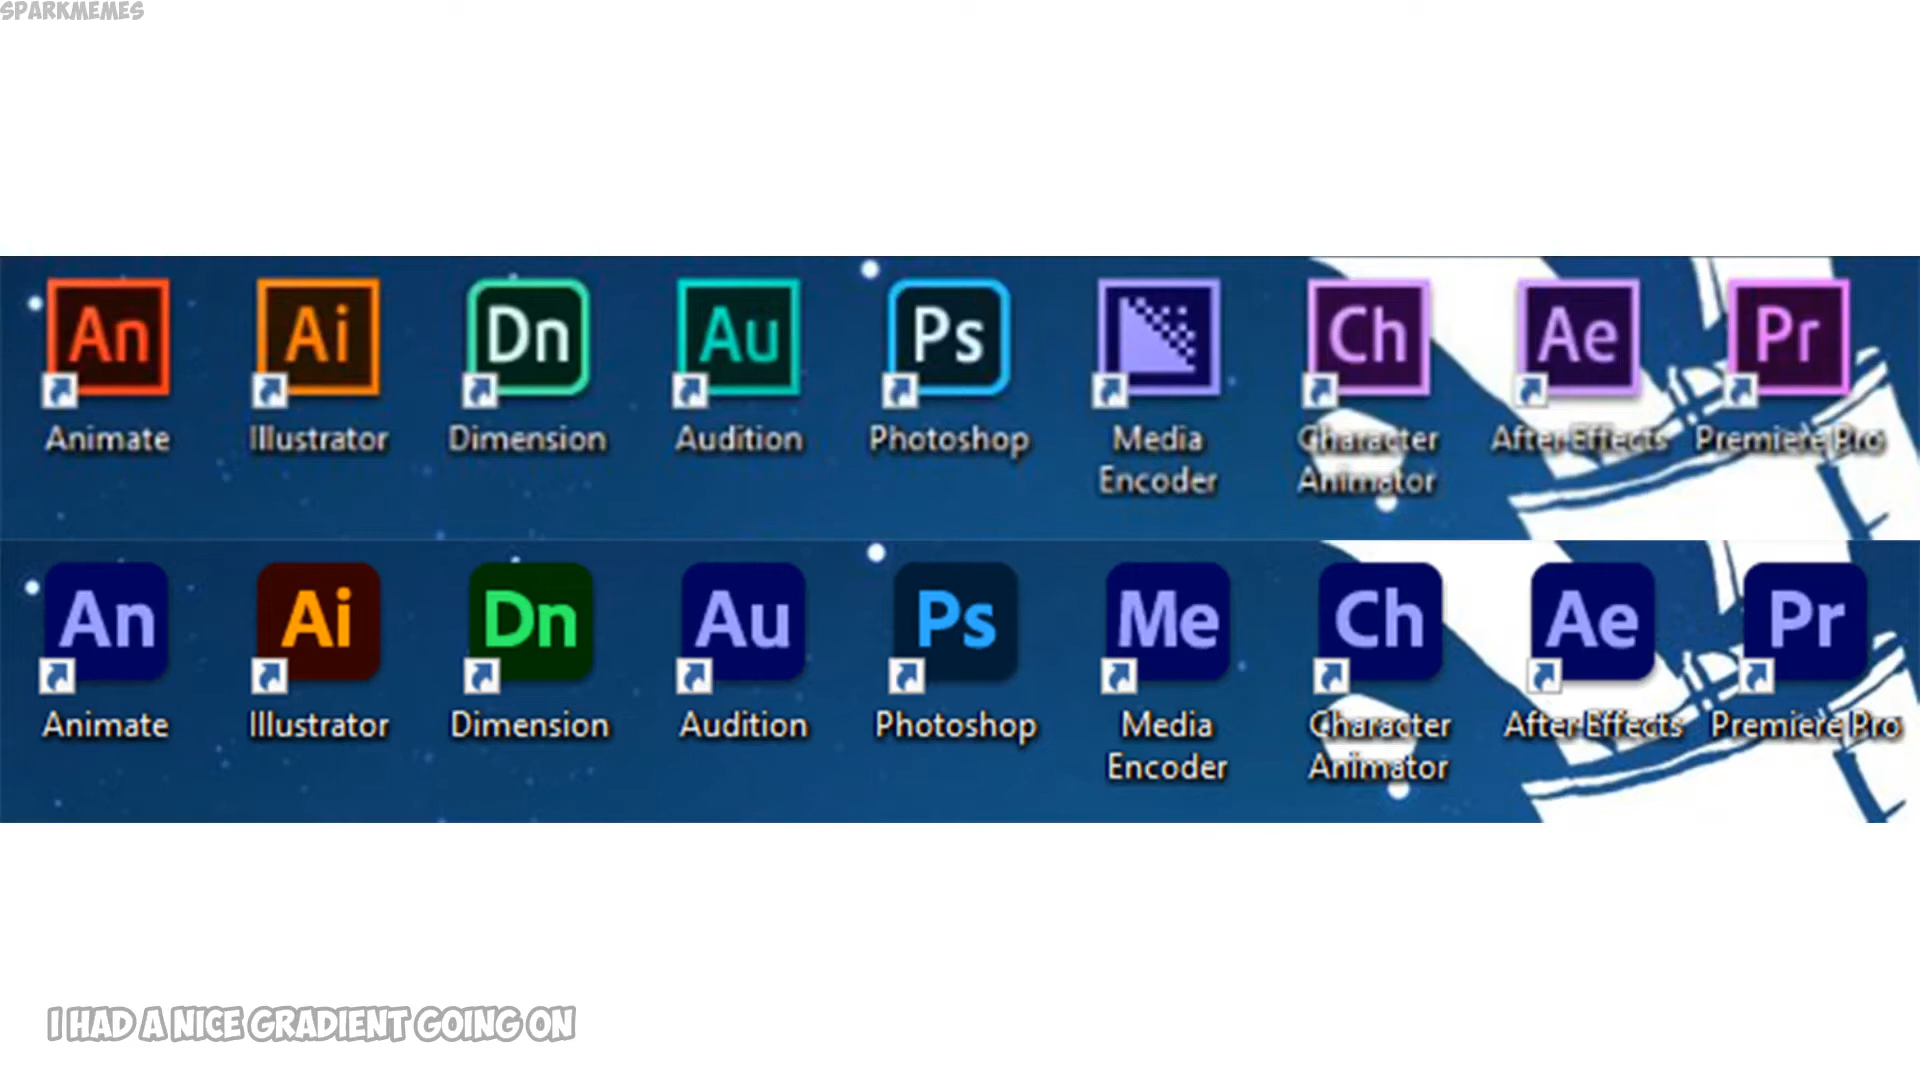 SPARKMEMES
An Ai Dn Au Ps Ch Ae Pr
Animate Illustrator Dimension Audition Photoshop Media Encoder Character Animator After Effects Premiere Pro
An Ai Dn Au Ps Me Ch Ae Pr
Animate Illustrator Dimension Audition Photoshop Media Encoder Character Animator After Effects Premiere Pro
I HAD A NICE GRADIENT GOING ON